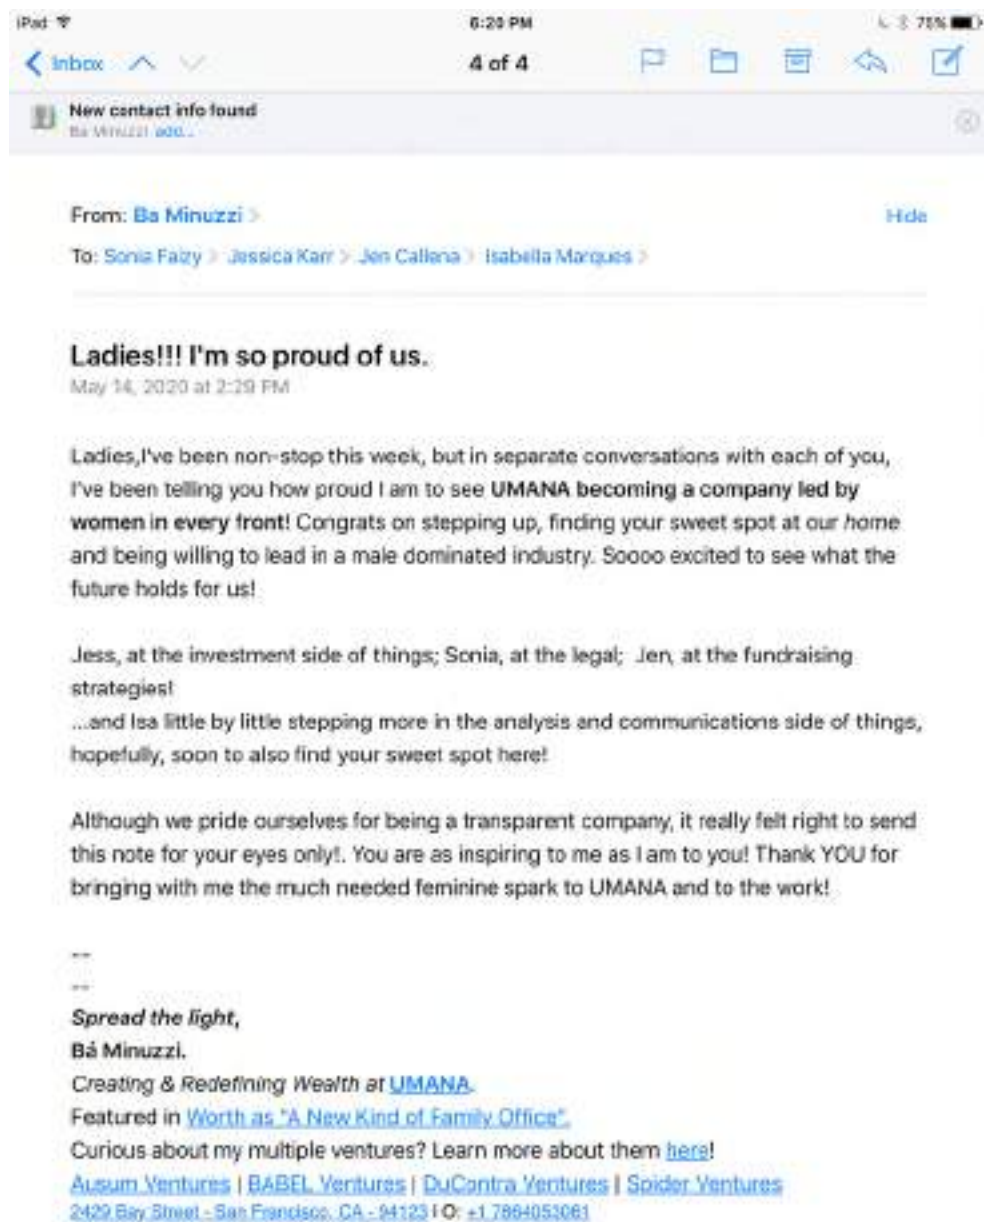 iPad 6:20 PM 75%
Inbox 4 of 4
New contact info found
Ba Minuzzi add...
From: Ba Minuzzi > Hide
To: Sonia Faizy > Jessica Karr > Jen Callena > Isabella Marques >
Ladies!!! I'm so proud of us.
May 14, 2020 at 2:29 PM
Ladies,I've been non-stop this week, but in separate conversations with each of you,
I've been telling you how proud I am to see UMANA becoming a company led by
women in every front! Congrats on stepping up, finding your sweet spot at our home
and being willing to lead in a male dominated industry. Soooo excited to see what the
future holds for us!
Jess, at the investment side of things; Sonia, at the legal; Jen, at the fundraising
strategies!
...and Isa little by little stepping more in the analysis and communications side of things,
hopefully, soon to also find your sweet spot here!
Although we pride ourselves for being a transparent company, it really felt right to send
this note for your eyes only!. You are as inspiring to me as I am to you! Thank YOU for
bringing with me the much needed feminine spark to UMANA and to the work!
--
--
Spread the light,
Bá Minuzzi.
Creating & Redefining Wealth at UMANA.
Featured in Worth as "A New Kind of Family Office".
Curious about my multiple ventures? Learn more about them here!
Ausum Ventures | BABEL Ventures | DuContra Ventures | Spider Ventures
2429 Bay Street - San Francisco, CA - 94123 I O: +1 7864053061